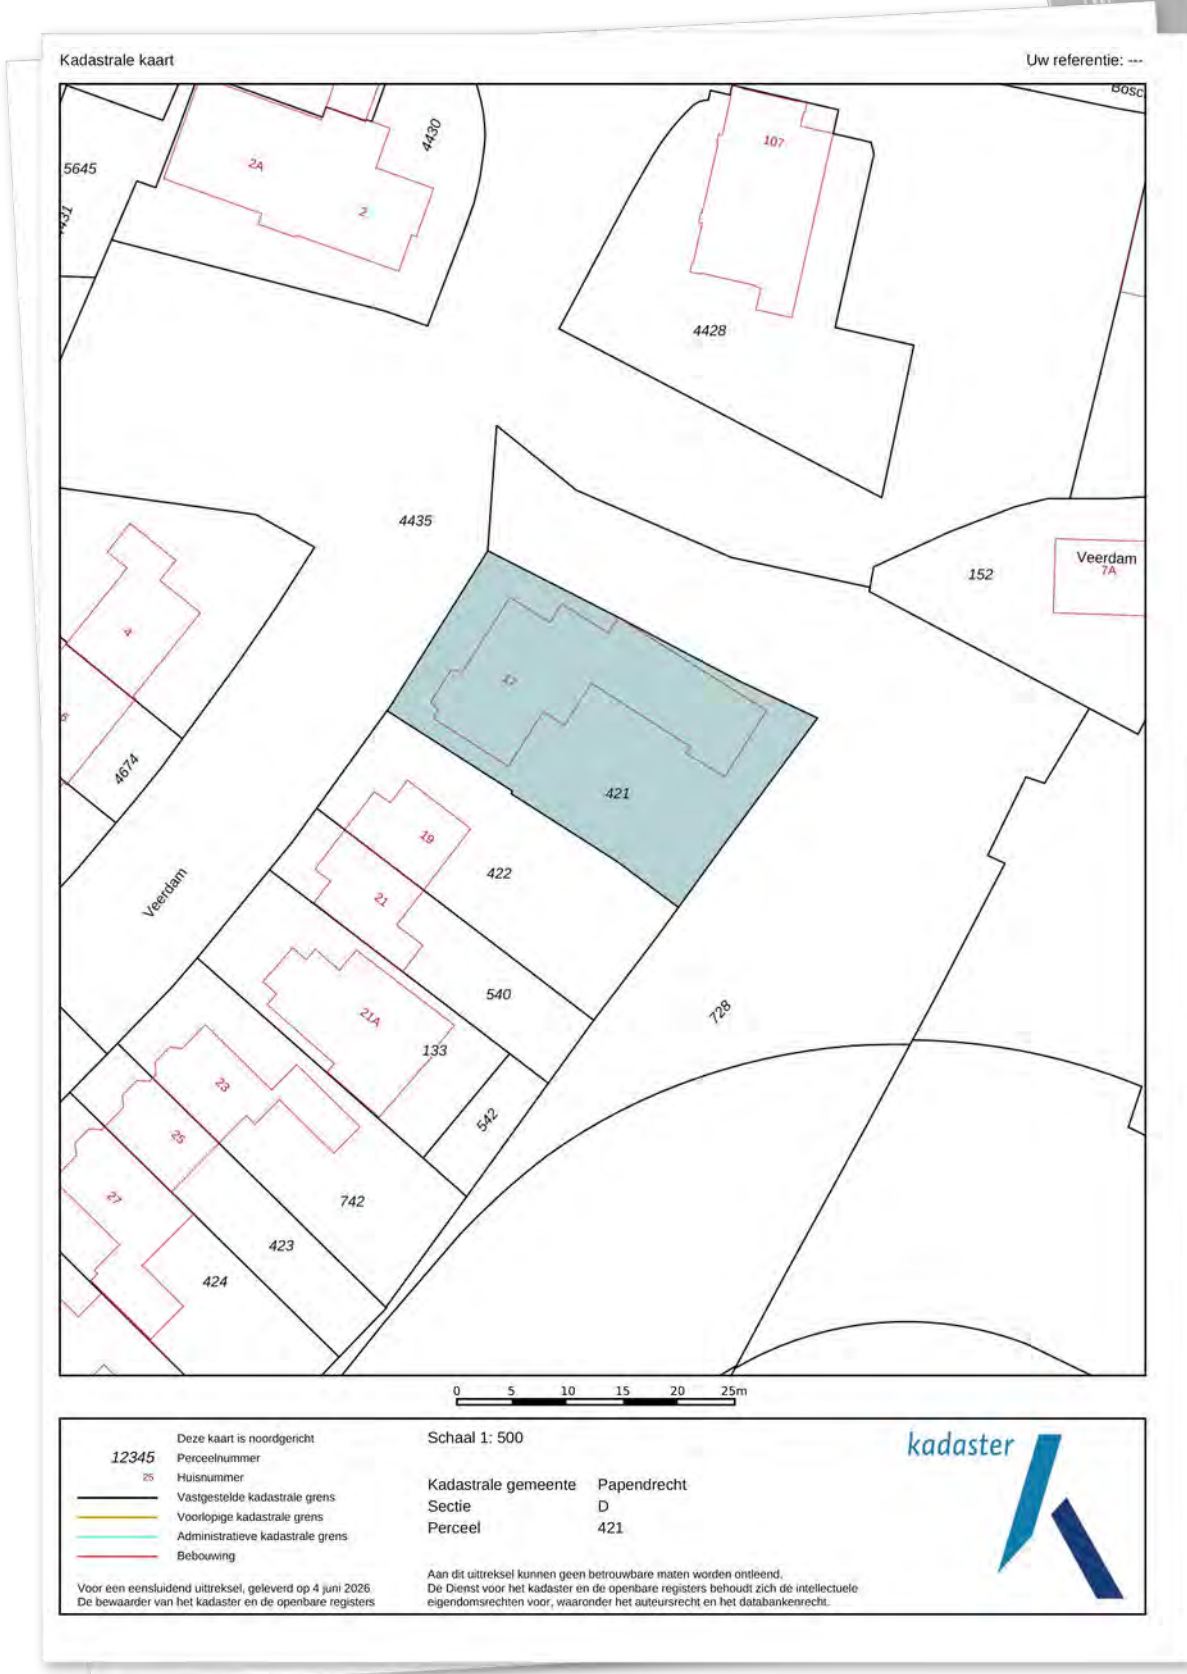 Kadastrale kaart
Uw referentie: ---
5645
2A
2
4430
107
4428
4435
152
Veerdam
7A
4
17
421
4674
19
422
21
Veerdam
540
21A
133
728
542
23
25
742
27
423
424
0 5 10 15 20 25m
Deze kaart is noordgericht
12345 Perceelnummer
25 Huisnummer
Vastgestelde kadastrale grens
Voorlopige kadastrale grens
Administratieve kadastrale grens
Bebouwing
Voor een eensluidend uittreksel, geleverd op 4 juni 2026
De bewaarder van het kadaster en de openbare registers
Schaal 1: 500
Kadastrale gemeente Papendrecht
Sectie D
Perceel 421
Aan dit uittreksel kunnen geen betrouwbare maten worden ontleend.
De Dienst voor het kadaster en de openbare registers behoudt zich de intellectuele
eigendomsrechten voor, waaronder het auteursrecht en het databankenrecht.
kadaster